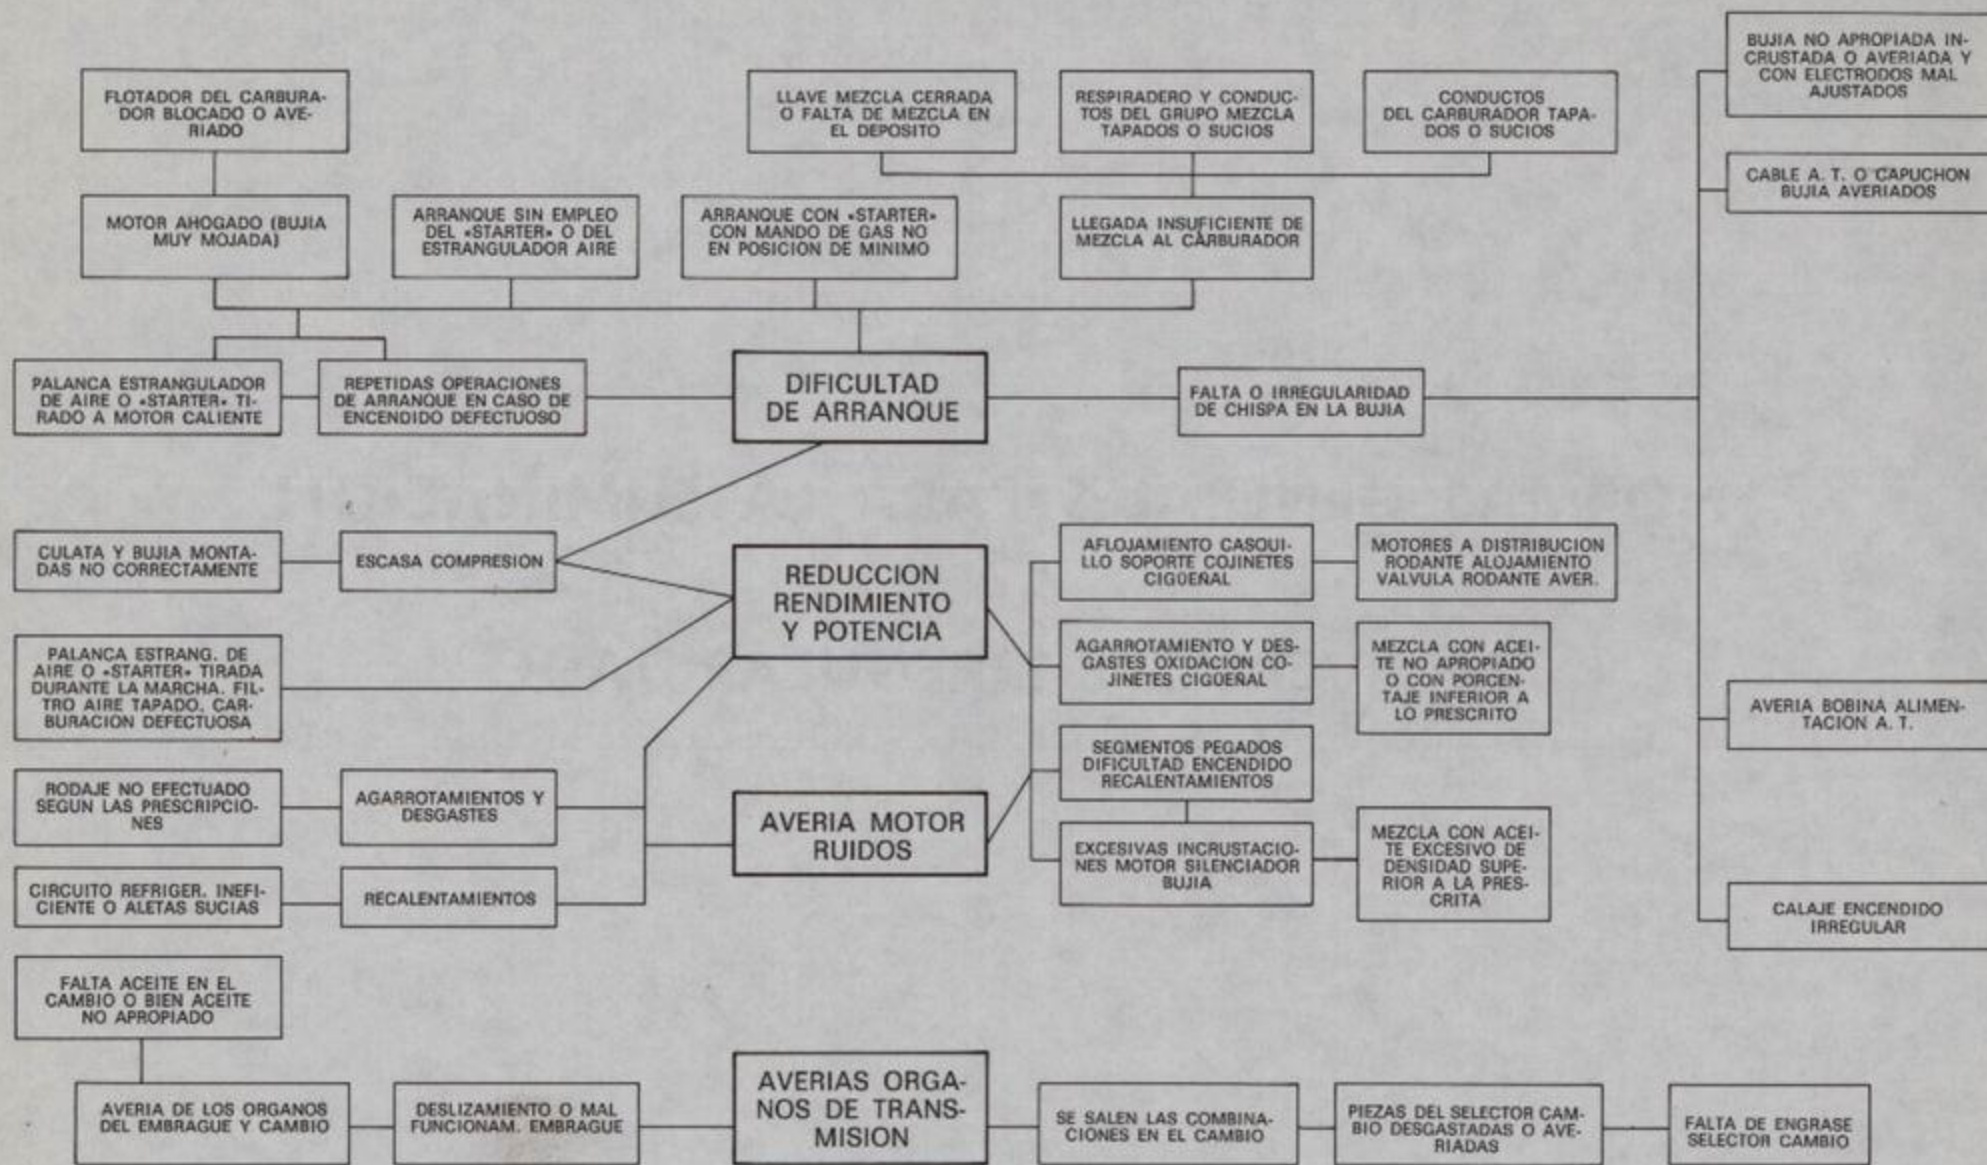 BUJIA NO APROPIADA IN-
CRUSTADA O AVERIADA Y
CON ELECTRODOS MAL
AJUSTADOS
FLOTADOR DEL CARBURA-
DOR BLOCADO O AVE-
RIADO
LLAVE MEZCLA CERRADA
O FALTA DE MEZCLA EN
EL DEPOSITO
RESPIRADERO Y CONDUC-
TOS DEL GRUPO MEZCLA
TAPADOS O SUCIOS
CONDUCTOS
DEL CARBURADOR TAPA-
DOS O SUCIOS
CABLE A. T. O CAPUCHON
BUJIA AVERIADOS
MOTOR AHOGADO (BUJIA
MUY MOJADA)
ARRANQUE SIN EMPLEO
DEL «STARTER» O DEL
ESTRANGULADOR AIRE
ARRANQUE CON «STARTER»
CON MANDO DE GAS NO
EN POSICION DE MINIMO
LLEGADA INSUFICIENTE DE
MEZCLA AL CARBURADOR
PALANCA ESTRANGULADOR
DE AIRE O «STARTER» TI-
RADO A MOTOR CALIENTE
REPETIDAS OPERACIONES
DE ARRANQUE EN CASO DE
ENCENDIDO DEFECTUOSO
DIFICULTAD
DE ARRANQUE
FALTA O IRREGULARIDAD
DE CHISPA EN LA BUJIA
CULATA Y BUJIA MONTA-
DAS NO CORRECTAMENTE
ESCASA COMPRESION
REDUCCION
RENDIMIENTO
Y POTENCIA
AFLOJAMIENTO CASQUI-
LLO SOPORTE COJINETES
CIGÜEÑAL
MOTORES A DISTRIBUCION
RODANTE ALOJAMIENTO
VALVULA RODANTE AVER.
PALANCA ESTRANG. DE
AIRE O «STARTER» TIRADA
DURANTE LA MARCHA. FIL-
TRO AIRE TAPADO. CAR-
BURACION DEFECTUOSA
AGARROTAMIENTO Y DES-
GASTES OXIDACION CO-
JINETES CIGÜEÑAL
MEZCLA CON ACEI-
TE NO APROPIADO
O CON PORCEN-
TAJE INFERIOR A
LO PRESCRITO
AVERIA BOBINA ALIMEN-
TACION A. T.
SEGMENTOS PEGADOS
DIFICULTAD ENCENDIDO
RECALENTAMIENTOS
RODAJE NO EFECTUADO
SEGUN LAS PRESCRIPCIO-
NES
AGARROTAMIENTOS Y
DESGASTES
AVERIA MOTOR
RUIDOS
EXCESIVAS INCRUSTACIO-
NES MOTOR SILENCIADOR
BUJIA
MEZCLA CON ACEI-
TE EXCESIVO DE
DENSIDAD SUPE-
RIOR A LA PRES-
CRITA
CIRCUITO REFRIGER. INEFI-
CIENTE O ALETAS SUCIAS
RECALENTAMIENTOS
CALAJE ENCENDIDO
IRREGULAR
FALTA ACEITE EN EL
CAMBIO O BIEN ACEITE
NO APROPIADO
AVERIA DE LOS ORGANOS
DEL EMBRAGUE Y CAMBIO
DESLIZAMIENTO O MAL
FUNCIONAM. EMBRAGUE
AVERIAS ORGA-
NOS DE TRANS-
MISION
SE SALEN LAS COMBINA-
CIONES EN EL CAMBIO
PIEZAS DEL SELECTOR CAM-
BIO DESGASTADAS O AVE-
RIADAS
FALTA DE ENGRASE
SELECTOR CAMBIO